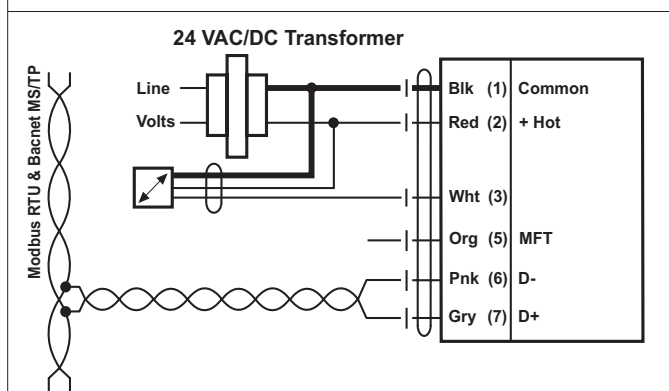 24 VAC/DC Transformer
Modbus RTU & Bacnet MS/TP
Line
Volts
Blk (1) Common
Red (2) + Hot
Wht (3)
Org (5) MFT
Pnk (6) D-
Gry (7) D+